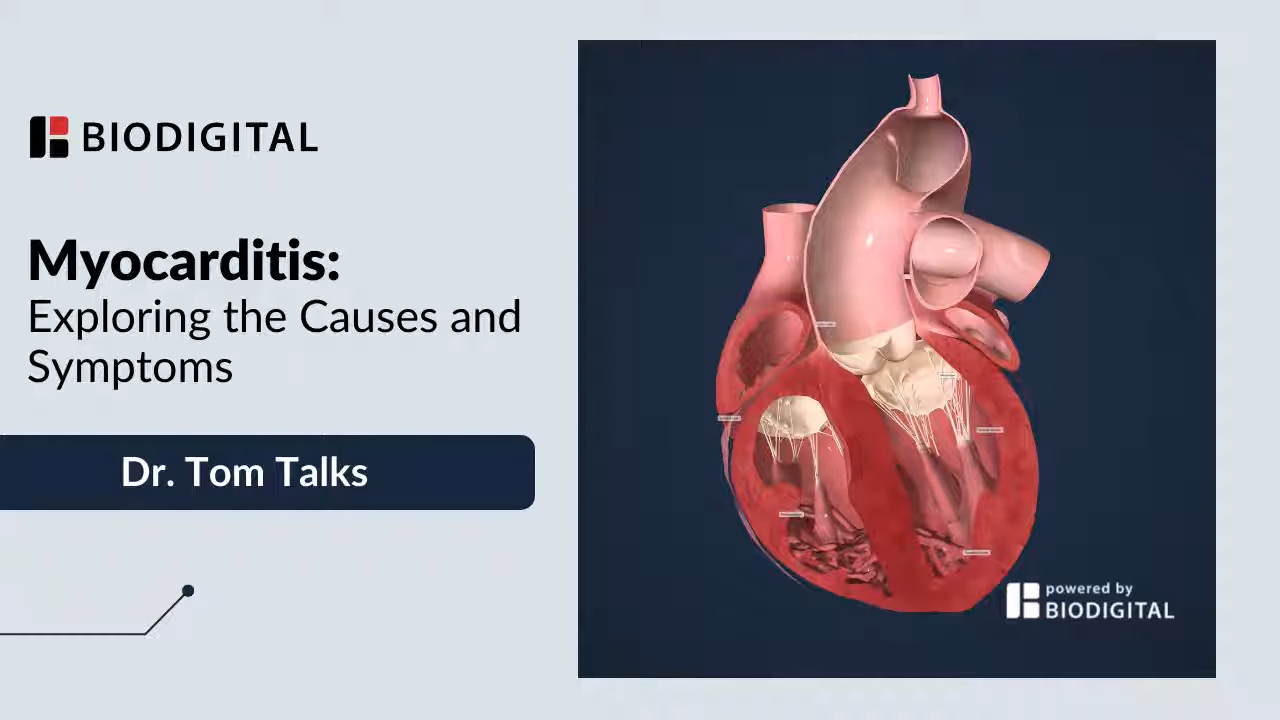 BIODIGITAL
Myocarditis:
Exploring the Causes and
Symptoms
Dr. Tom Talks
powered by
BIODIGITAL